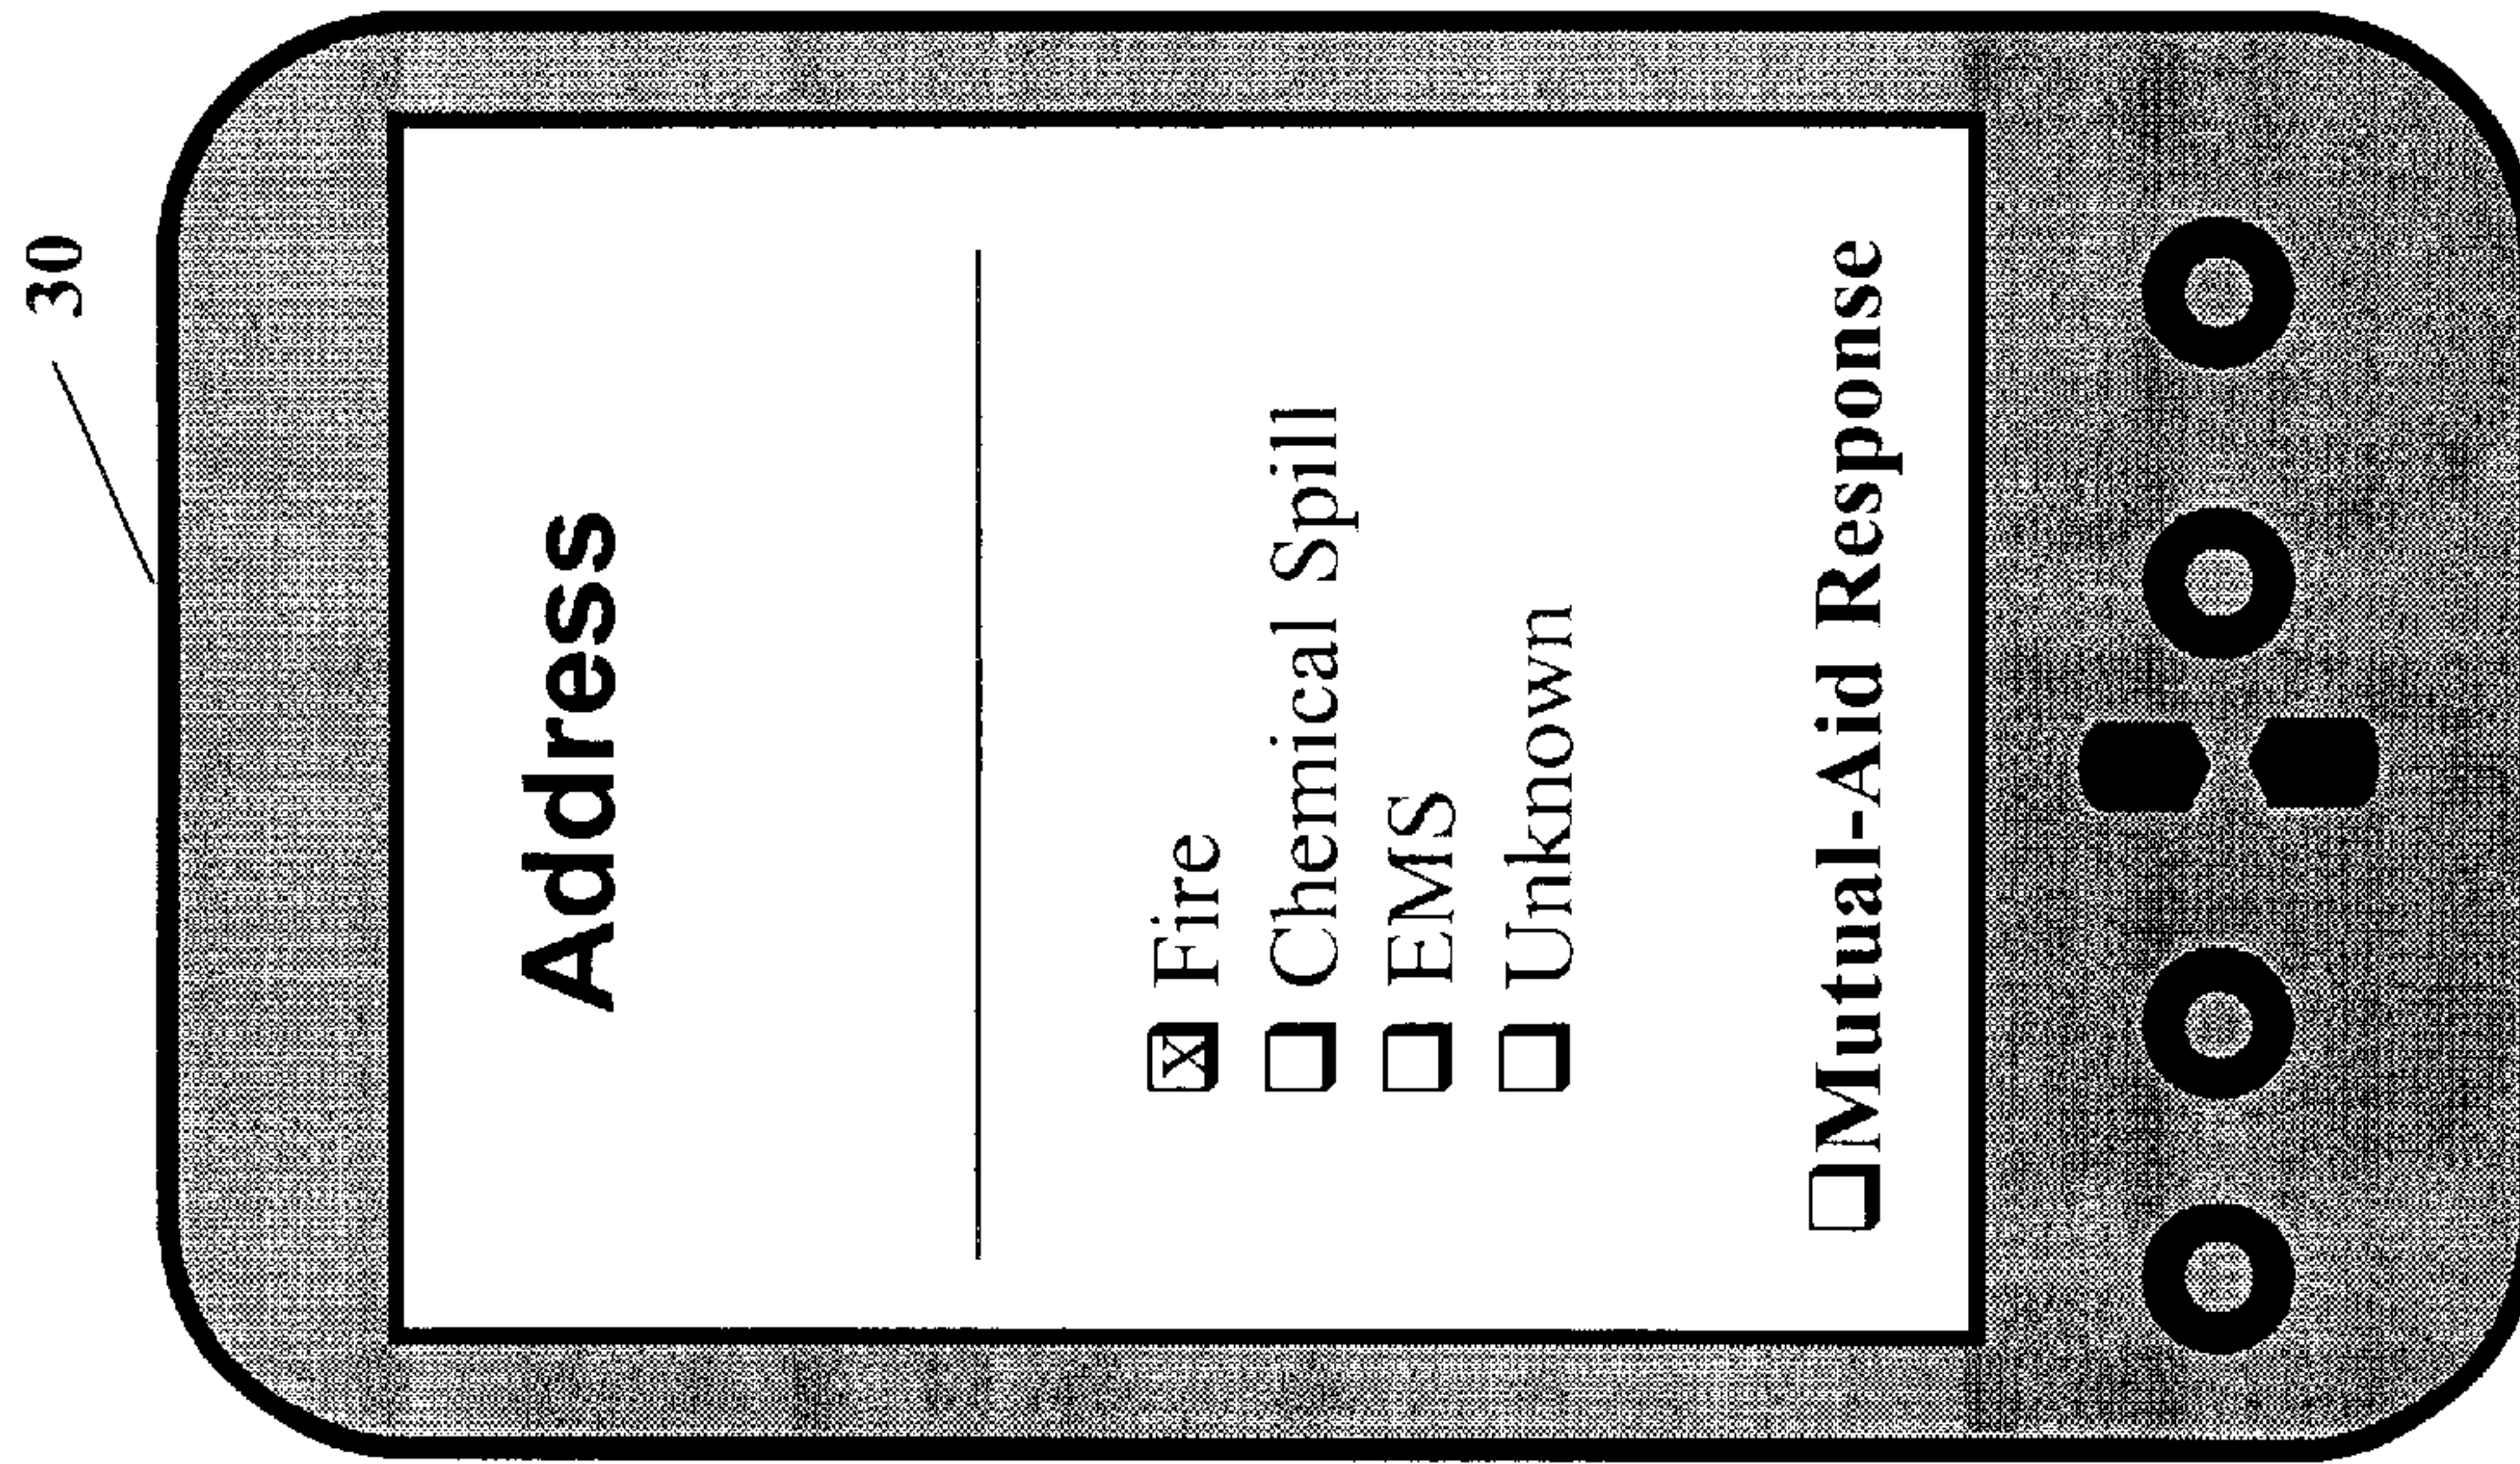 30
Address
☒ Fire
☐ Chemical Spill
☐ EMS
☐ Unknown
☐ Mutual-Aid Response